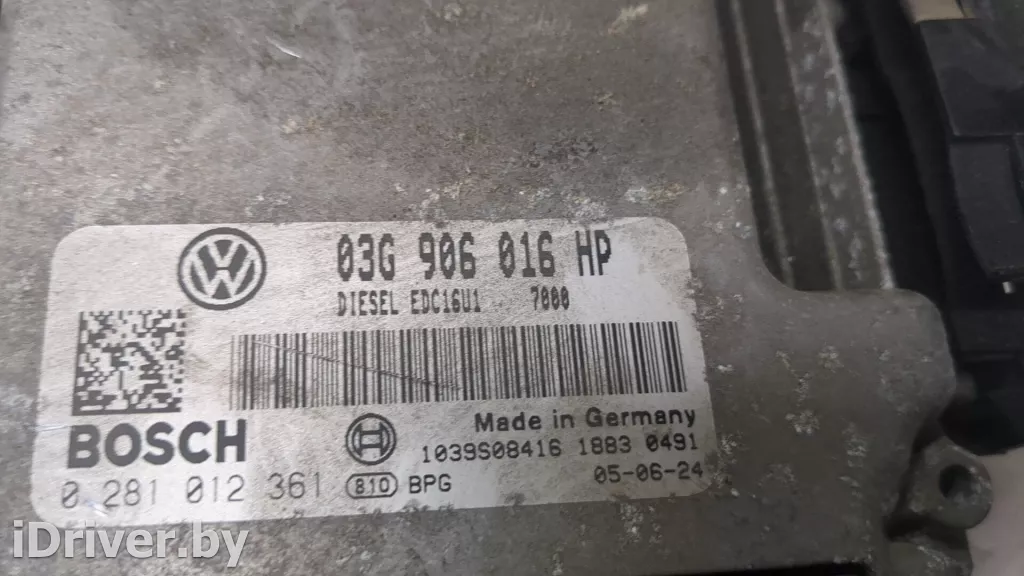 VW
03G 906 016 HP
DIESEL EDC16U1 7000
BOSCH
Made in Germany
1039S08416 1883 0491
0 281 012 361 810 BPG 05-06-24
iDriver.by